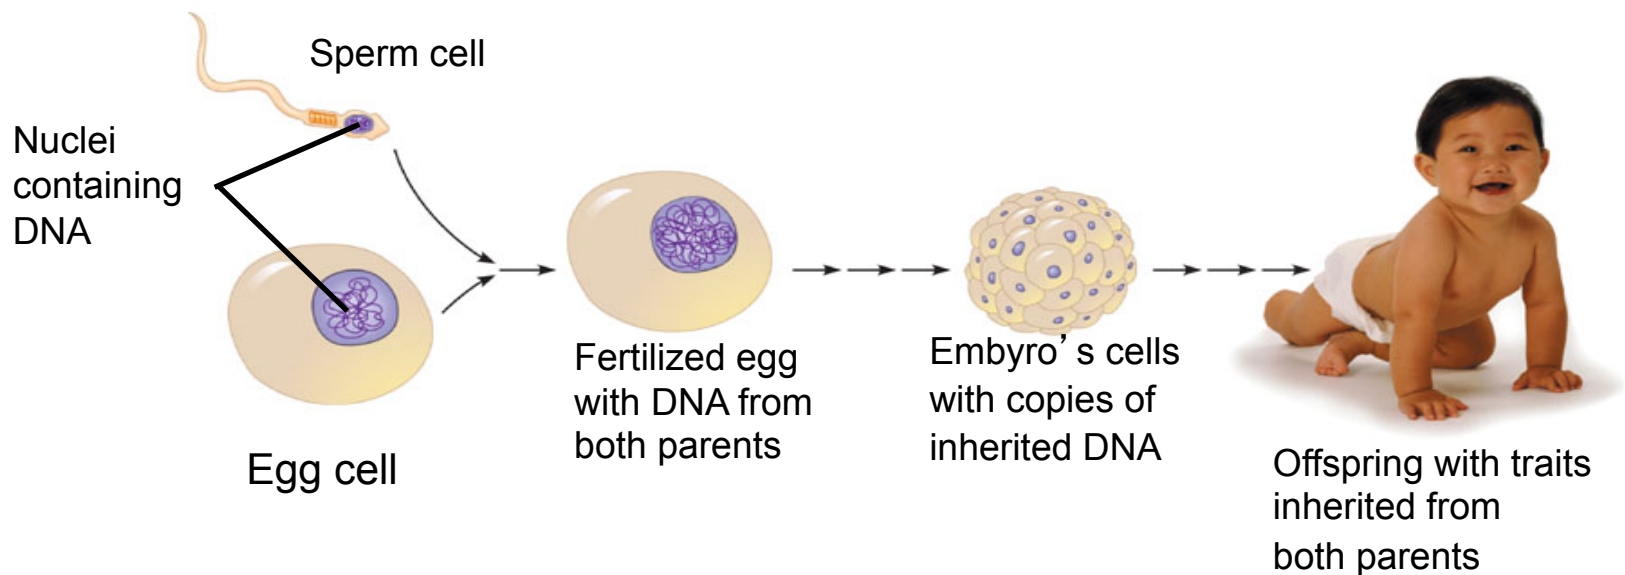 Sperm cell
Nuclei
containing
DNA
Egg cell
Fertilized egg
with DNA from
both parents
Embyro’s cells
with copies of
inherited DNA
Offspring with traits
inherited from
both parents